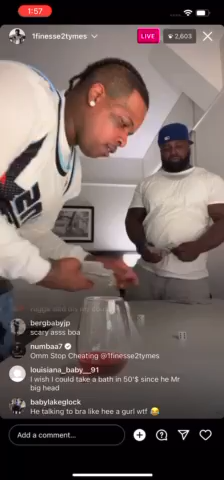 1:57
1finesse2tymes
LIVE
2,603
bergbabyjp
scary asss boa
numbaa7
Omm Stop Cheating @1finesse2tymes
louisiana_baby__91
I wish I could take a bath in 50'$ since he Mr
big head
babylakeglock
He talking to bra like hee a gurl wtf 😂
Add a comment...